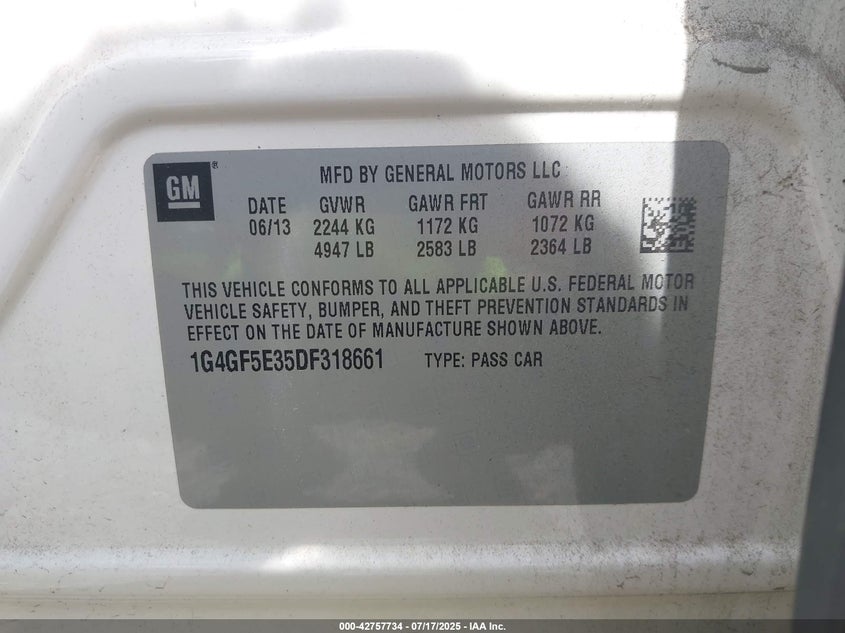 GM ®
MFD BY GENERAL MOTORS LLC
DATE GVWR GAWR FRT GAWR RR
06/13 2244 KG 1172 KG 1072 KG
4947 LB 2583 LB 2364 LB
THIS VEHICLE CONFORMS TO ALL APPLICABLE U.S. FEDERAL MOTOR
VEHICLE SAFETY, BUMPER, AND THEFT PREVENTION STANDARDS IN
EFFECT ON THE DATE OF MANUFACTURE SHOWN ABOVE.
1G4GF5E35DF318661 TYPE: PASS CAR
000-42757734 - 07/17/2025 - IAA Inc.